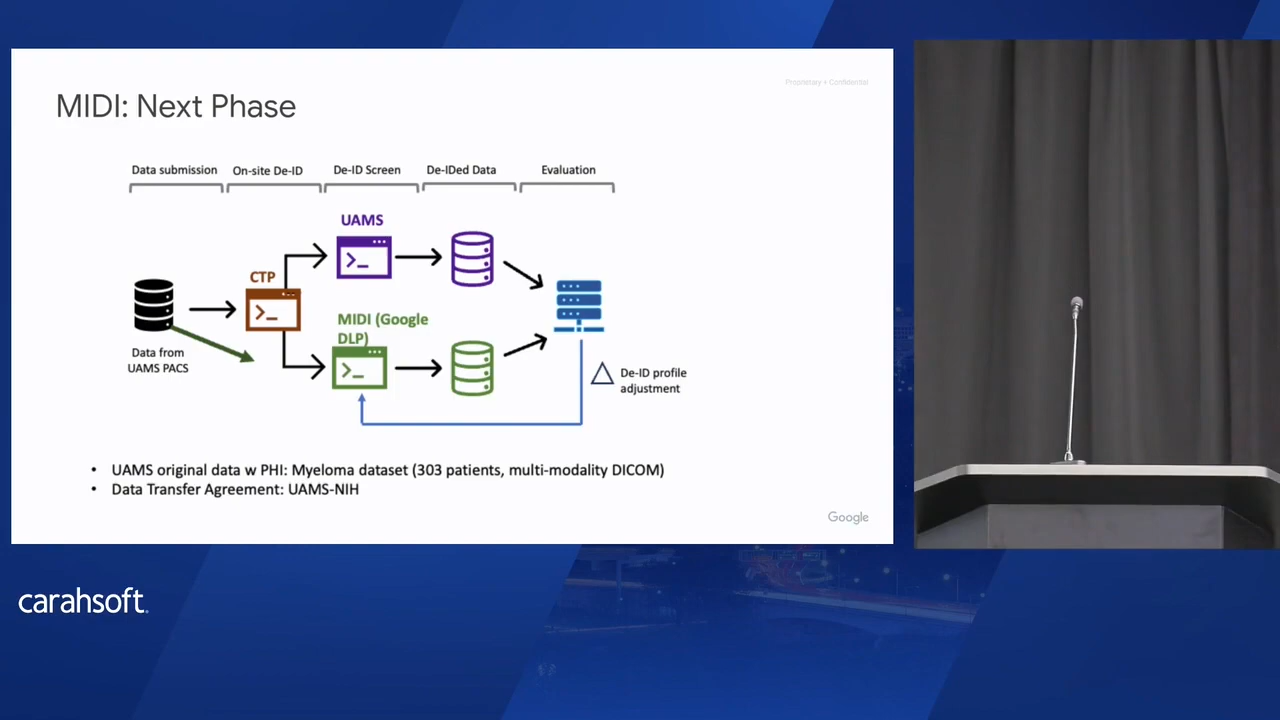 Proprietary + Confidential
MIDI: Next Phase
Data submission
On-site De-ID
De-ID Screen
De-IDed Data
Evaluation
UAMS
CTP
MIDI (Google
DLP)
Data from
UAMS PACS
De-ID profile
adjustment
• UAMS original data w PHI: Myeloma dataset (303 patients, multi-modality DICOM)
• Data Transfer Agreement: UAMS-NIH
Google
carahsoft.